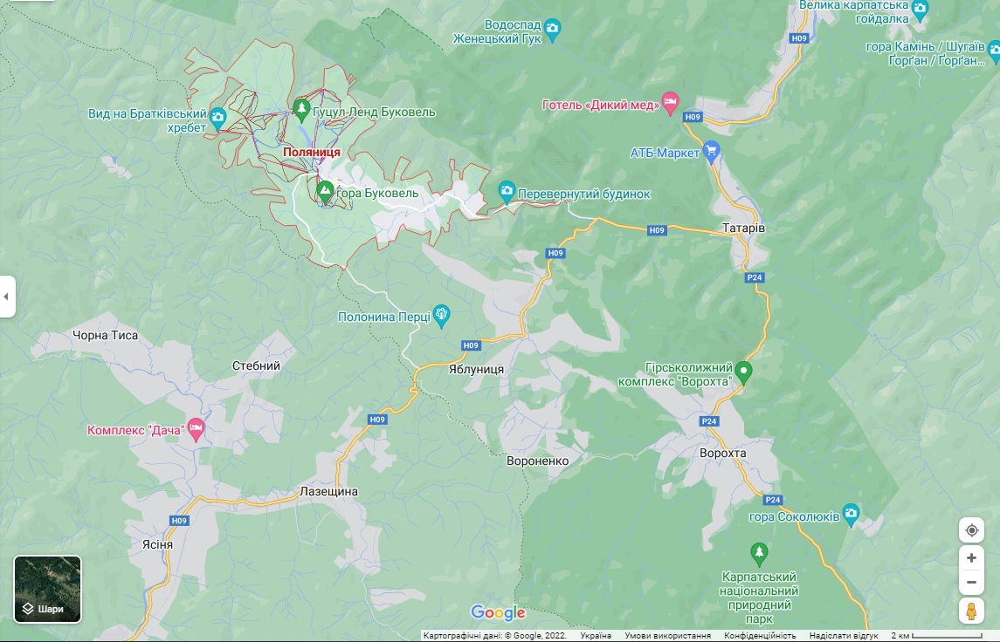 Велика карпатська
гойдалка
Водоспад
Женецький Гук
H09
гора Камінь / Шугаїв
Ґорґан / Ґорган...
Готель «Дикий мед»
H09
Гуцул Ленд Буковель
Вид на Братківський
хребет
Поляниця
АТБ-Маркет
гора Буковель
Перевернутий будинок
Татарів
H09
H09
P24
Полонина Перці
Чорна Тиса
H09
Стебний
Яблуниця
Гірськолижний
комплекс "Ворохта"
H09
P24
Комплекс "Дача"
Ворохта
Вороненко
Лазещина
P24
гора Соколюків
H09
Ясіня
Карпатський
національний
природний
парк
Шари
Google
Картографічні дані: © Google, 2022. Україна Умови використання Конфіденційність Надіслати відгук 2 км